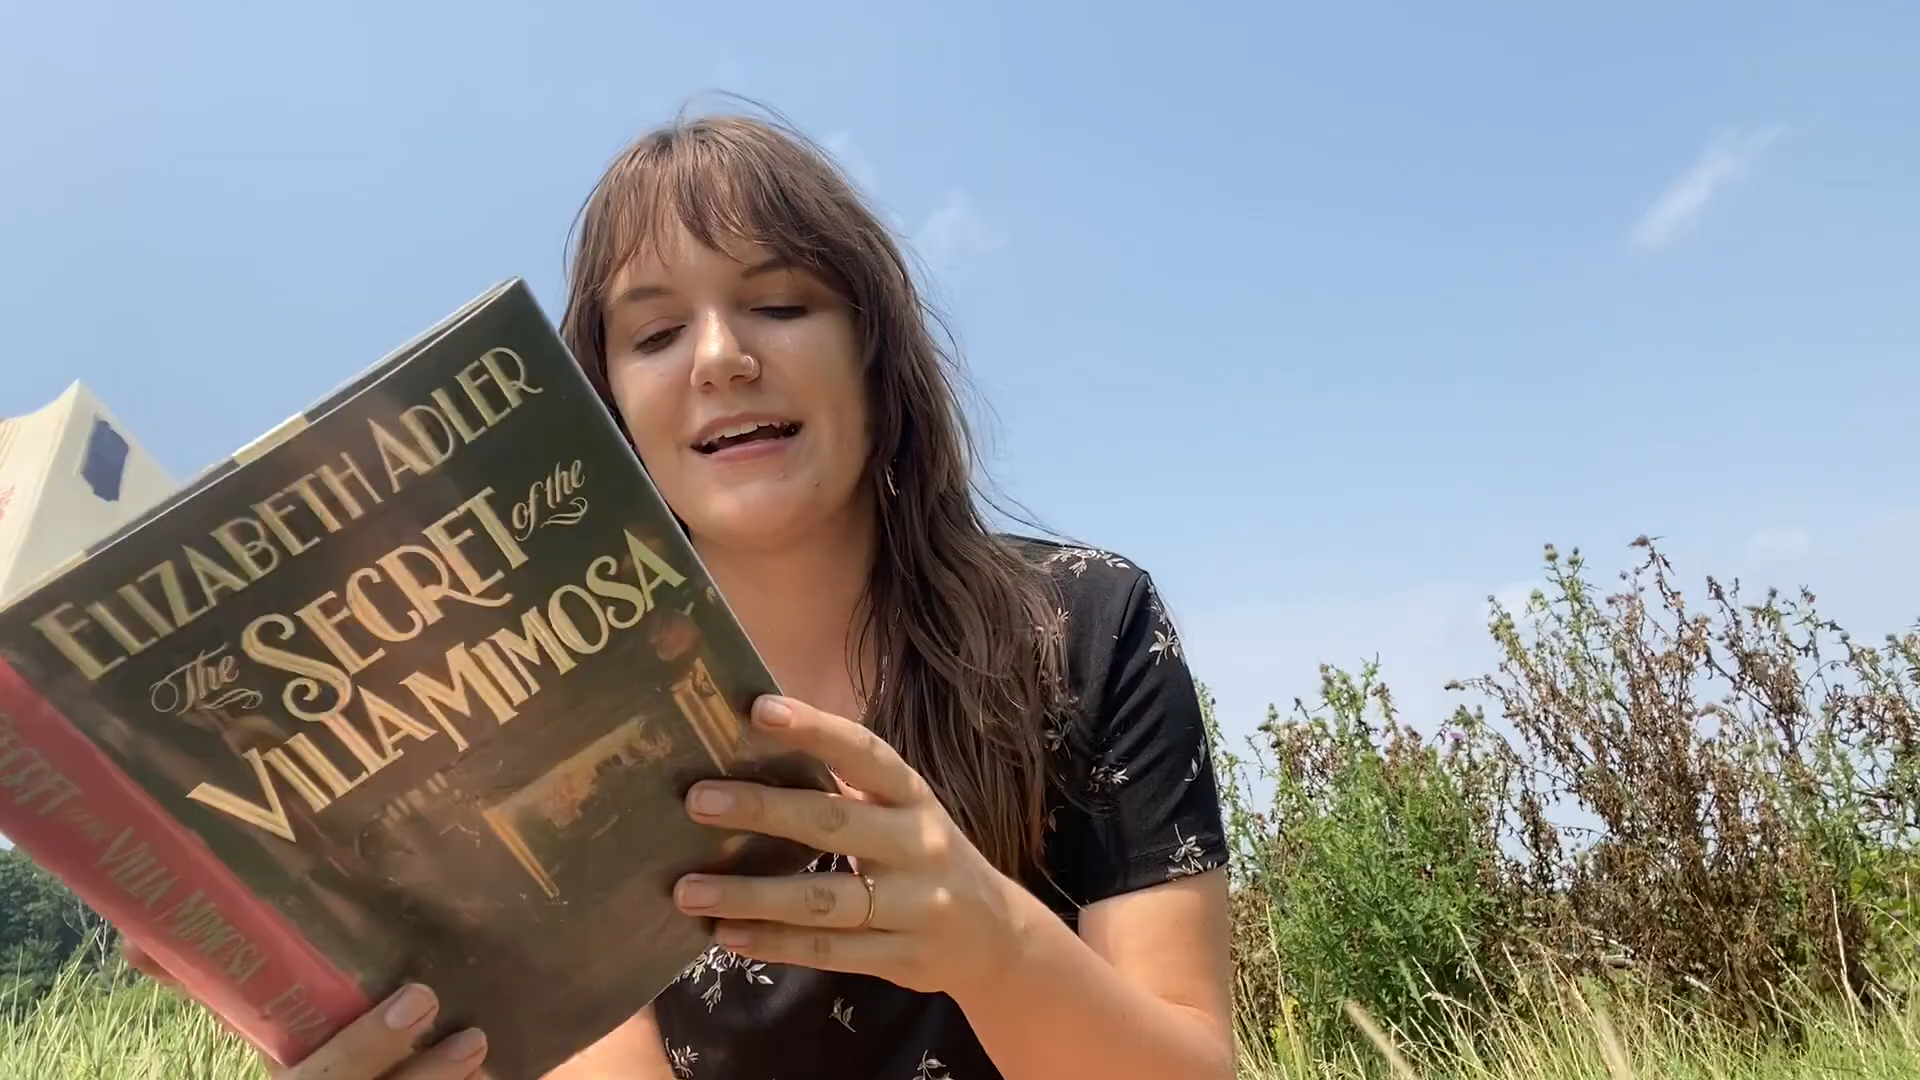 ELIZABETH ADLER
The SECRET of the
VILLA MIMOSA
SECRET of the VILLA MIMOSA ELIZ